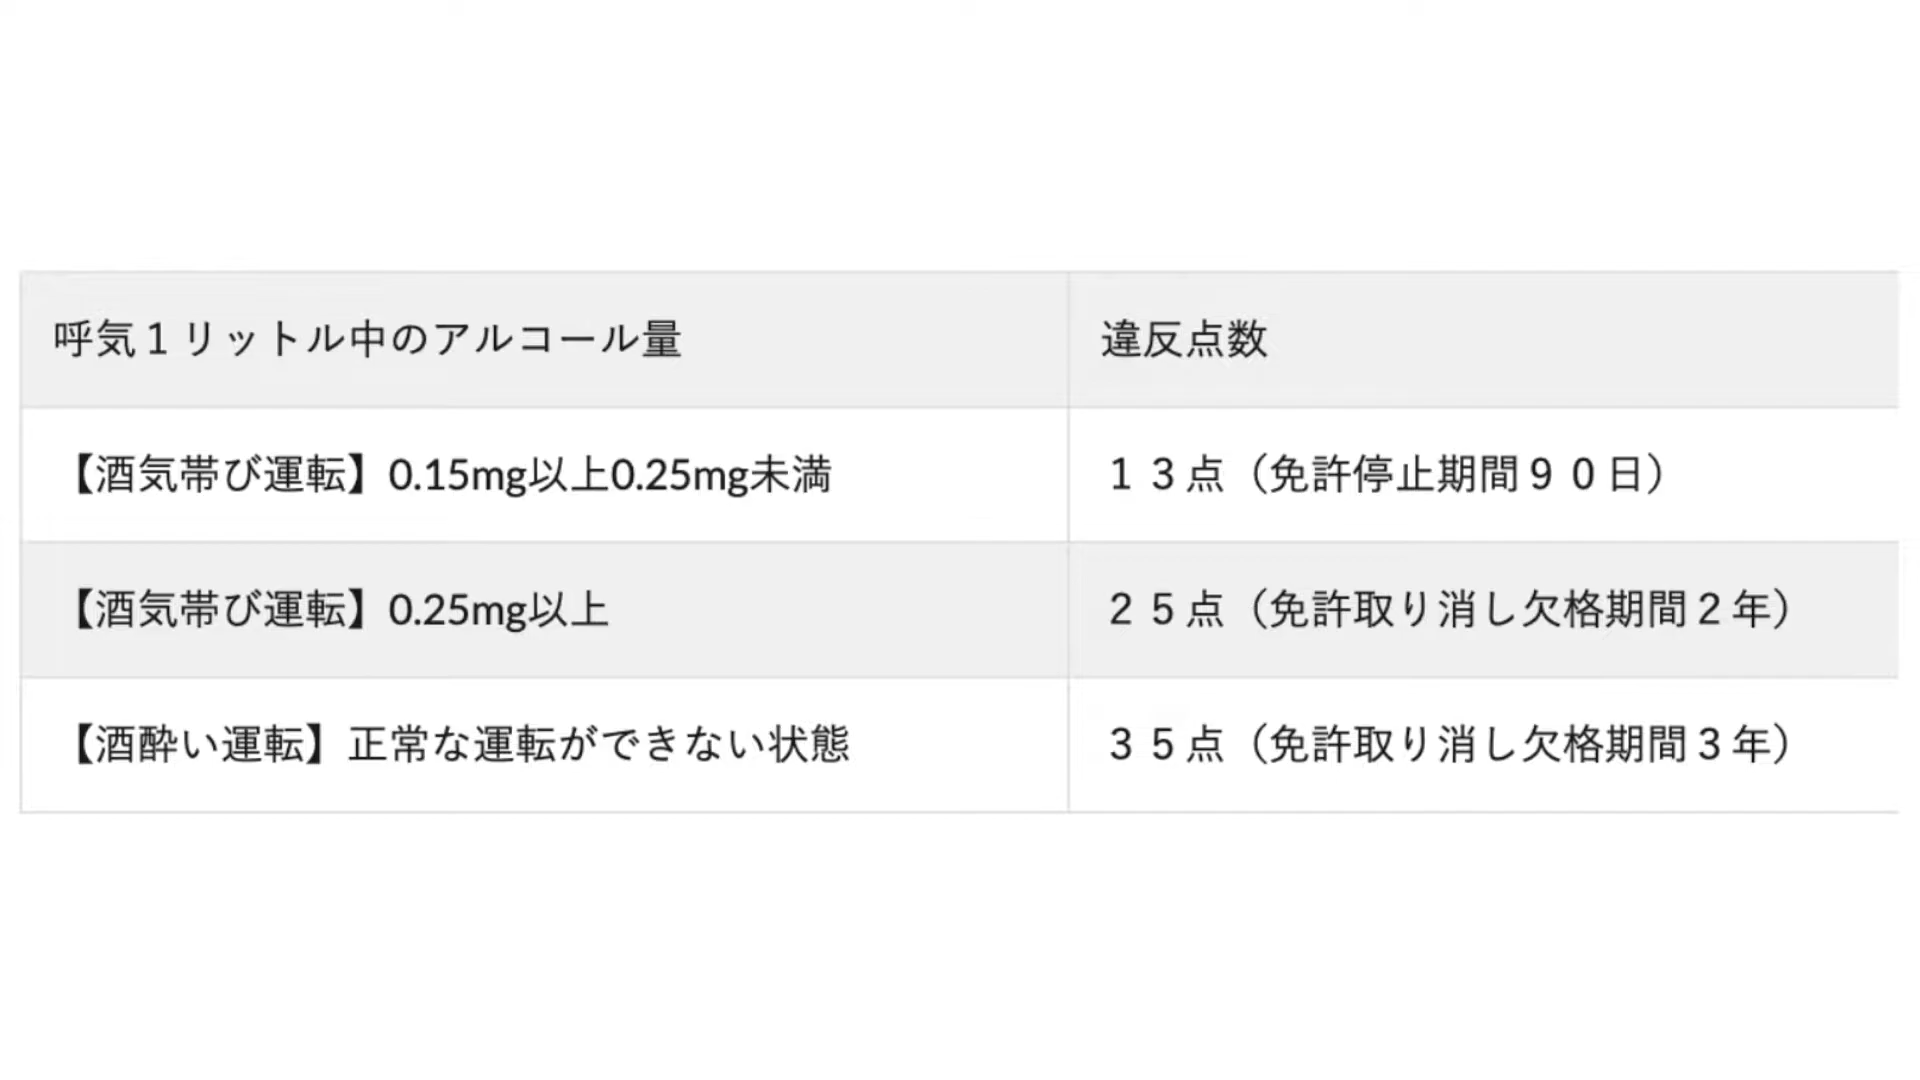 呼気１リットル中のアルコール量
違反点数
【酒気帯び運転】0.15mg以上0.25mg未満
１３点（免許停止期間９０日）
【酒気帯び運転】0.25mg以上
２５点（免許取り消し欠格期間２年）
【酒酔い運転】正常な運転ができない状態
３５点（免許取り消し欠格期間３年）